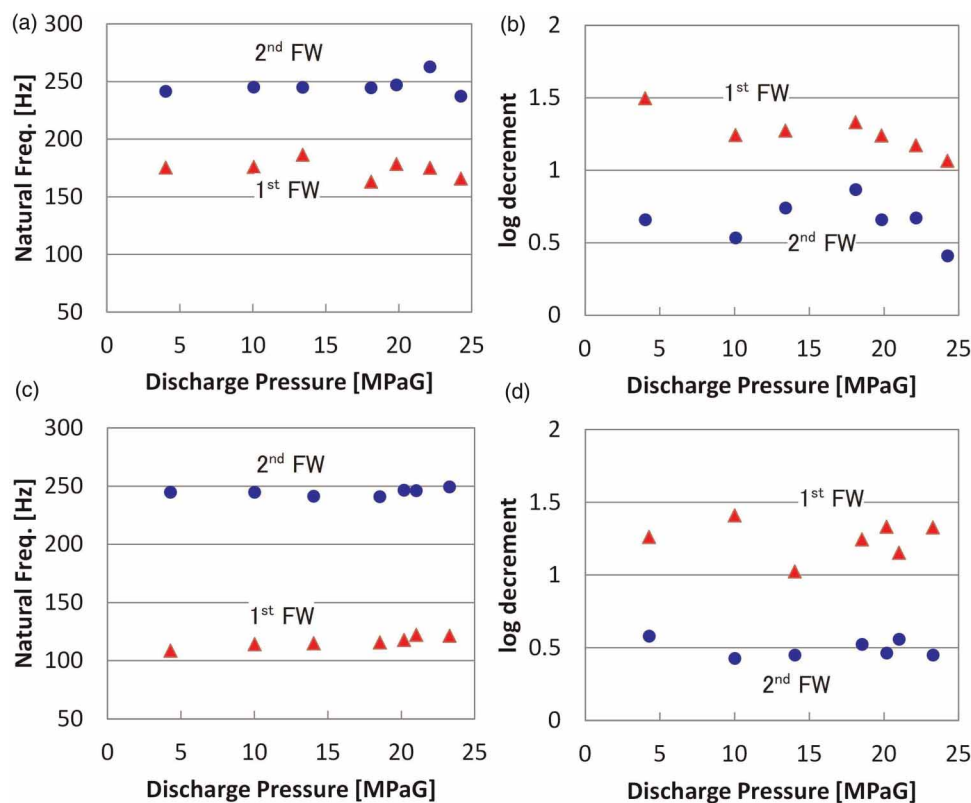 (a)
300
250
200
150
100
50
0
5
10
15
20
25
Natural Freq. [Hz]
Discharge Pressure [MPaG]
2nd FW
1st FW
(b)
2
1.5
1
0.5
0
0
5
10
15
20
25
log decrement
Discharge Pressure [MPaG]
1st FW
2nd FW
(c)
300
250
200
150
100
50
0
5
10
15
20
25
Natural Freq. [Hz]
Discharge Pressure [MPaG]
2nd FW
1st FW
(d)
2
1.5
1
0.5
0
0
5
10
15
20
25
log decrement
Discharge Pressure [MPaG]
1st FW
2nd FW